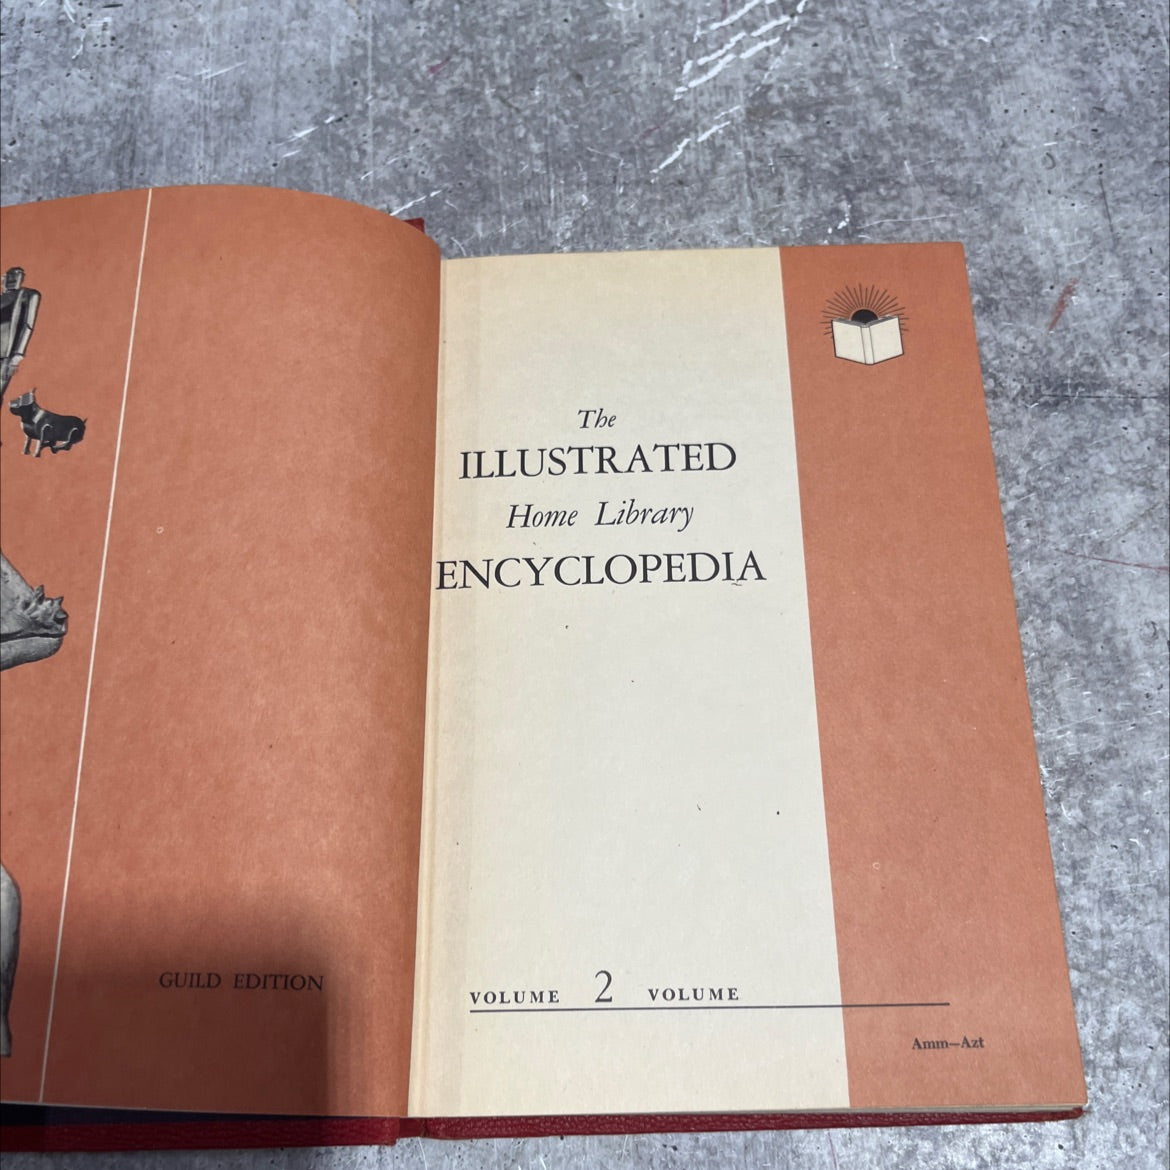 GUILD EDITION
The
ILLUSTRATED
Home Library
ENCYCLOPEDIA
VOLUME 2 VOLUME
Amm—Azt